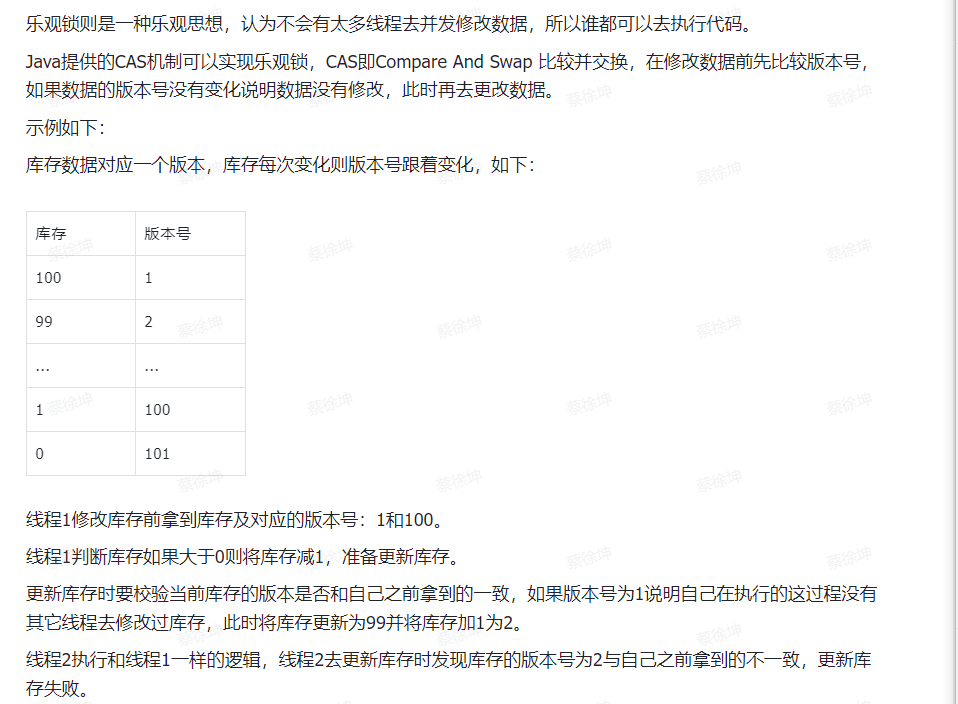 乐观锁则是一种乐观思想，认为不会有太多线程去并发修改数据，所以谁都可以去执行代码。
Java提供的CAS机制可以实现乐观锁，CAS即Compare And Swap 比较并交换，在修改数据前先比较版本号，
如果数据的版本号没有变化说明数据没有修改，此时再去更改数据。
示例如下：
库存数据对应一个版本，库存每次变化则版本号跟着变化，如下：
库存 版本号
100 1
99 2
... ...
1 100
0 101
线程1修改库存前拿到库存及对应的版本号：1和100。
线程1判断库存如果大于0则将库存减1，准备更新库存。
更新库存时要校验当前库存的版本是否和自己之前拿到的一致，如果版本号为1说明自己在执行的这过程没有
其它线程去修改过库存，此时将库存更新为99并将库存加1为2。
线程2执行和线程1一样的逻辑，线程2去更新库存时发现库存的版本号为2与自己之前拿到的不一致，更新库
存失败。
蔡徐坤